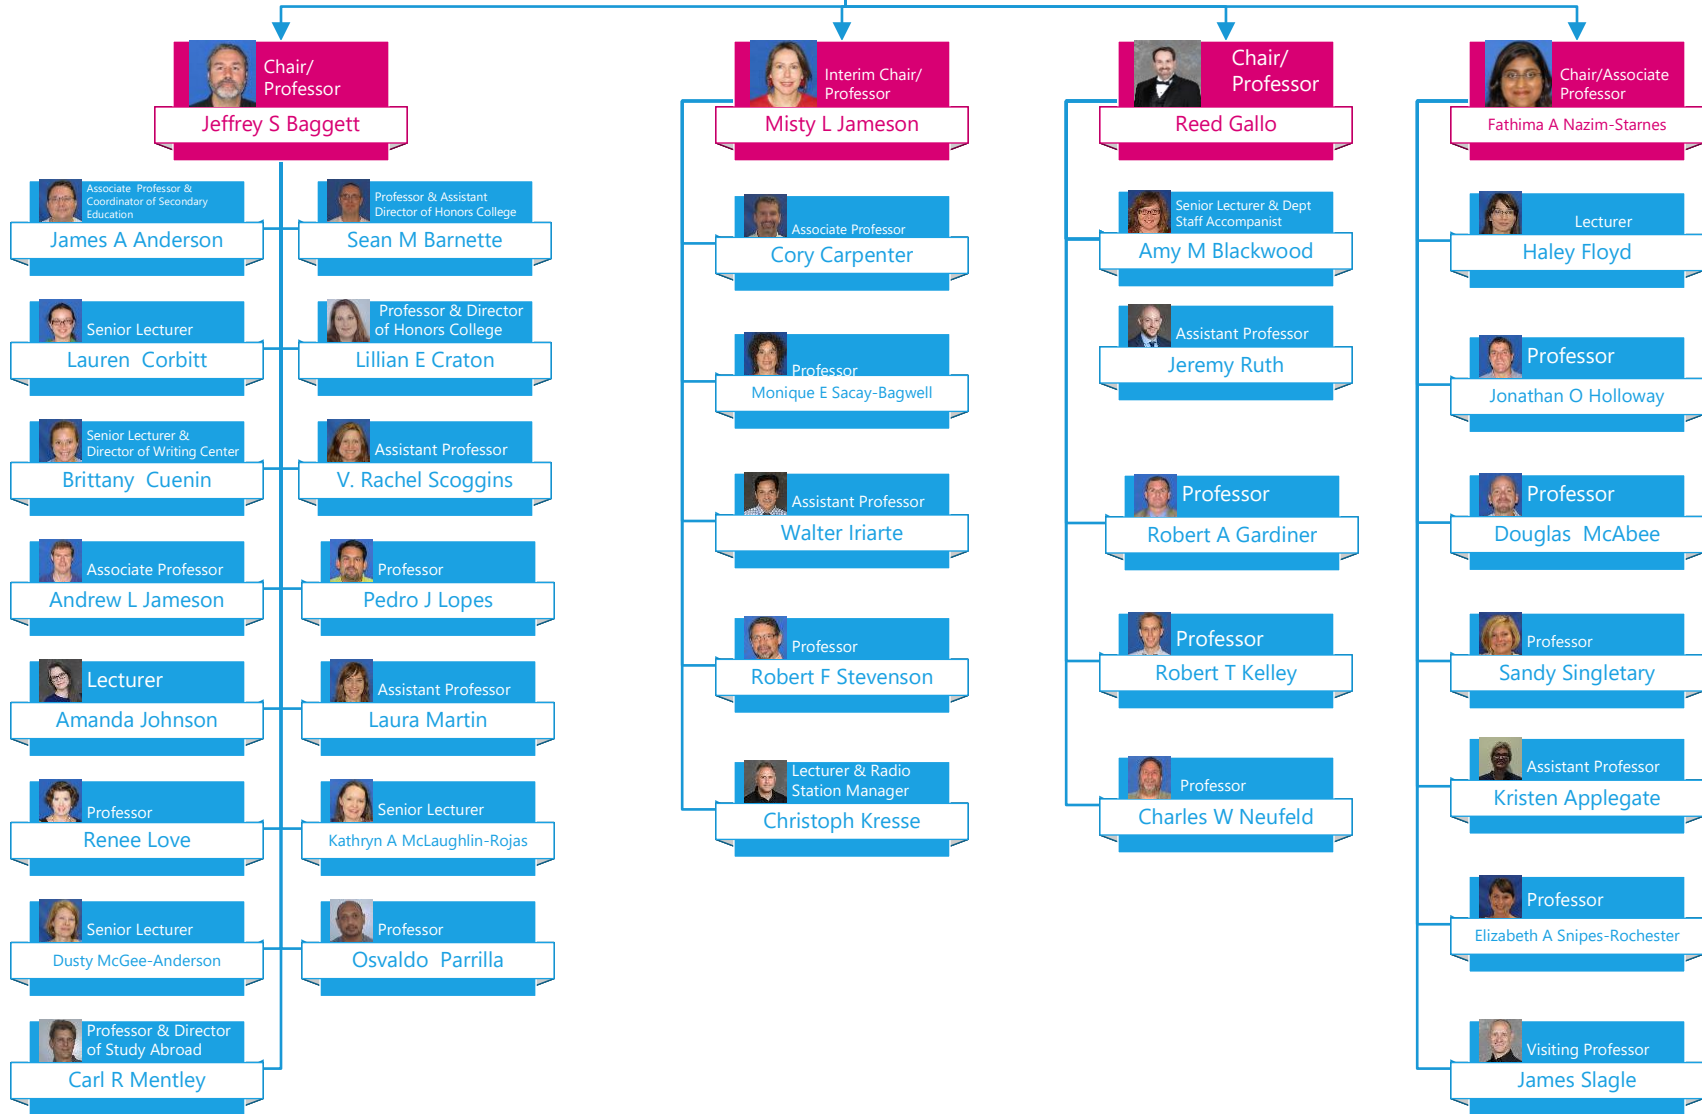 Chair/
Professor
Jeffrey S Baggett
Associate Professor &
Coordinator of Secondary
Education
James A Anderson
Professor & Assistant
Director of Honors College
Sean M Barnette
Senior Lecturer
Lauren Corbitt
Professor & Director
of Honors College
Lillian E Craton
Senior Lecturer &
Director of Writing Center
Brittany Cuenin
Assistant Professor
V. Rachel Scoggins
Associate Professor
Andrew L Jameson
Professor
Pedro J Lopes
Lecturer
Amanda Johnson
Assistant Professor
Laura Martin
Professor
Renee Love
Senior Lecturer
Kathryn A McLaughlin-Rojas
Senior Lecturer
Dusty McGee-Anderson
Professor
Osvaldo Parrilla
Professor & Director
of Study Abroad
Carl R Mentley
Interim Chair/
Professor
Misty L Jameson
Associate Professor
Cory Carpenter
Professor
Monique E Sacay-Bagwell
Assistant Professor
Walter Iriarte
Professor
Robert F Stevenson
Lecturer & Radio
Station Manager
Christoph Kresse
Chair/
Professor
Reed Gallo
Senior Lecturer & Dept
Staff Accompanist
Amy M Blackwood
Assistant Professor
Jeremy Ruth
Professor
Robert A Gardiner
Professor
Robert T Kelley
Professor
Charles W Neufeld
Chair/Associate
Professor
Fathima A Nazim-Starnes
Lecturer
Haley Floyd
Professor
Jonathan O Holloway
Professor
Douglas McAbee
Professor
Sandy Singletary
Assistant Professor
Kristen Applegate
Professor
Elizabeth A Snipes-Rochester
Visiting Professor
James Slagle